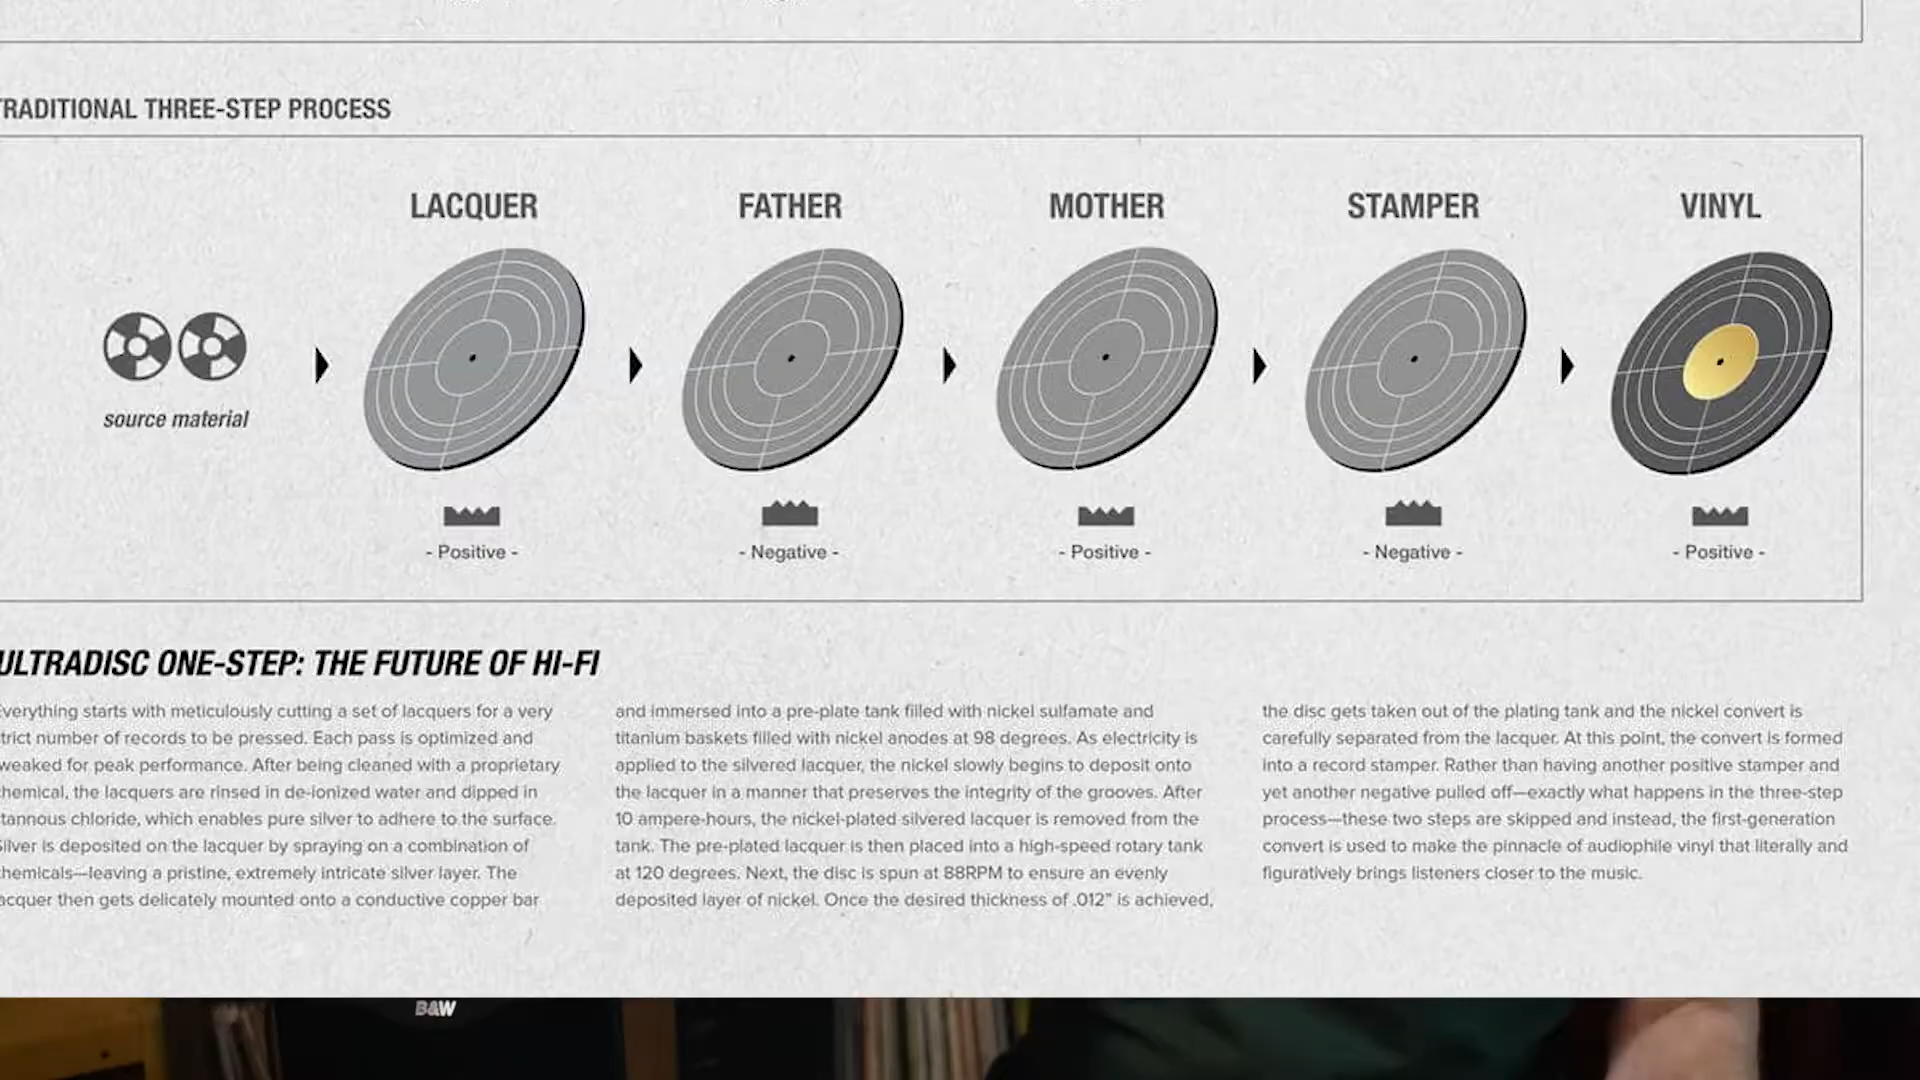 TRADITIONAL THREE-STEP PROCESS
LACQUER
FATHER
MOTHER
STAMPER
VINYL
source material
- Positive -
- Negative -
- Positive -
- Negative -
- Positive -
ULTRADISC ONE-STEP: THE FUTURE OF HI-FI
Everything starts with meticulously cutting a set of lacquers for a very
strict number of records to be pressed. Each pass is optimized and
tweaked for peak performance. After being cleaned with a proprietary
chemical, the lacquers are rinsed in de-ionized water and dipped in
stannous chloride, which enables pure silver to adhere to the surface.
Silver is deposited on the lacquer by spraying on a combination of
chemicals—leaving a pristine, extremely intricate silver layer. The
lacquer then gets delicately mounted onto a conductive copper bar
and immersed into a pre-plate tank filled with nickel sulfamate and
titanium baskets filled with nickel anodes at 98 degrees. As electricity is
applied to the silvered lacquer, the nickel slowly begins to deposit onto
the lacquer in a manner that preserves the integrity of the grooves. After
10 ampere-hours, the nickel-plated silvered lacquer is removed from the
tank. The pre-plated lacquer is then placed into a high-speed rotary tank
at 120 degrees. Next, the disc is spun at 88RPM to ensure an evenly
deposited layer of nickel. Once the desired thickness of .012" is achieved,
the disc gets taken out of the plating tank and the nickel convert is
carefully separated from the lacquer. At this point, the convert is formed
into a record stamper. Rather than having another positive stamper and
yet another negative pulled off—exactly what happens in the three-step
process—these two steps are skipped and instead, the first-generation
convert is used to make the pinnacle of audiophile vinyl that literally and
figuratively brings listeners closer to the music.
B&W